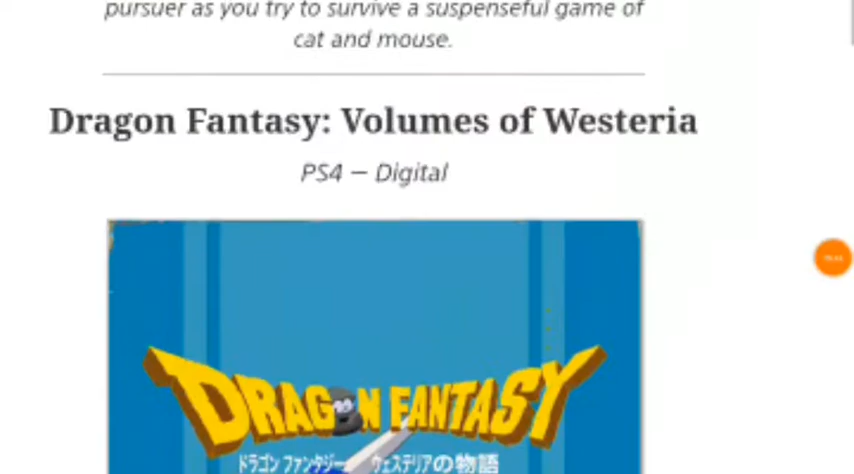 pursuer as you try to survive a suspenseful game of
cat and mouse.
Dragon Fantasy: Volumes of Westeria
PS4 – Digital
DRAGON FANTASY
ドラゴン ファンタジー ウェステリアの物語